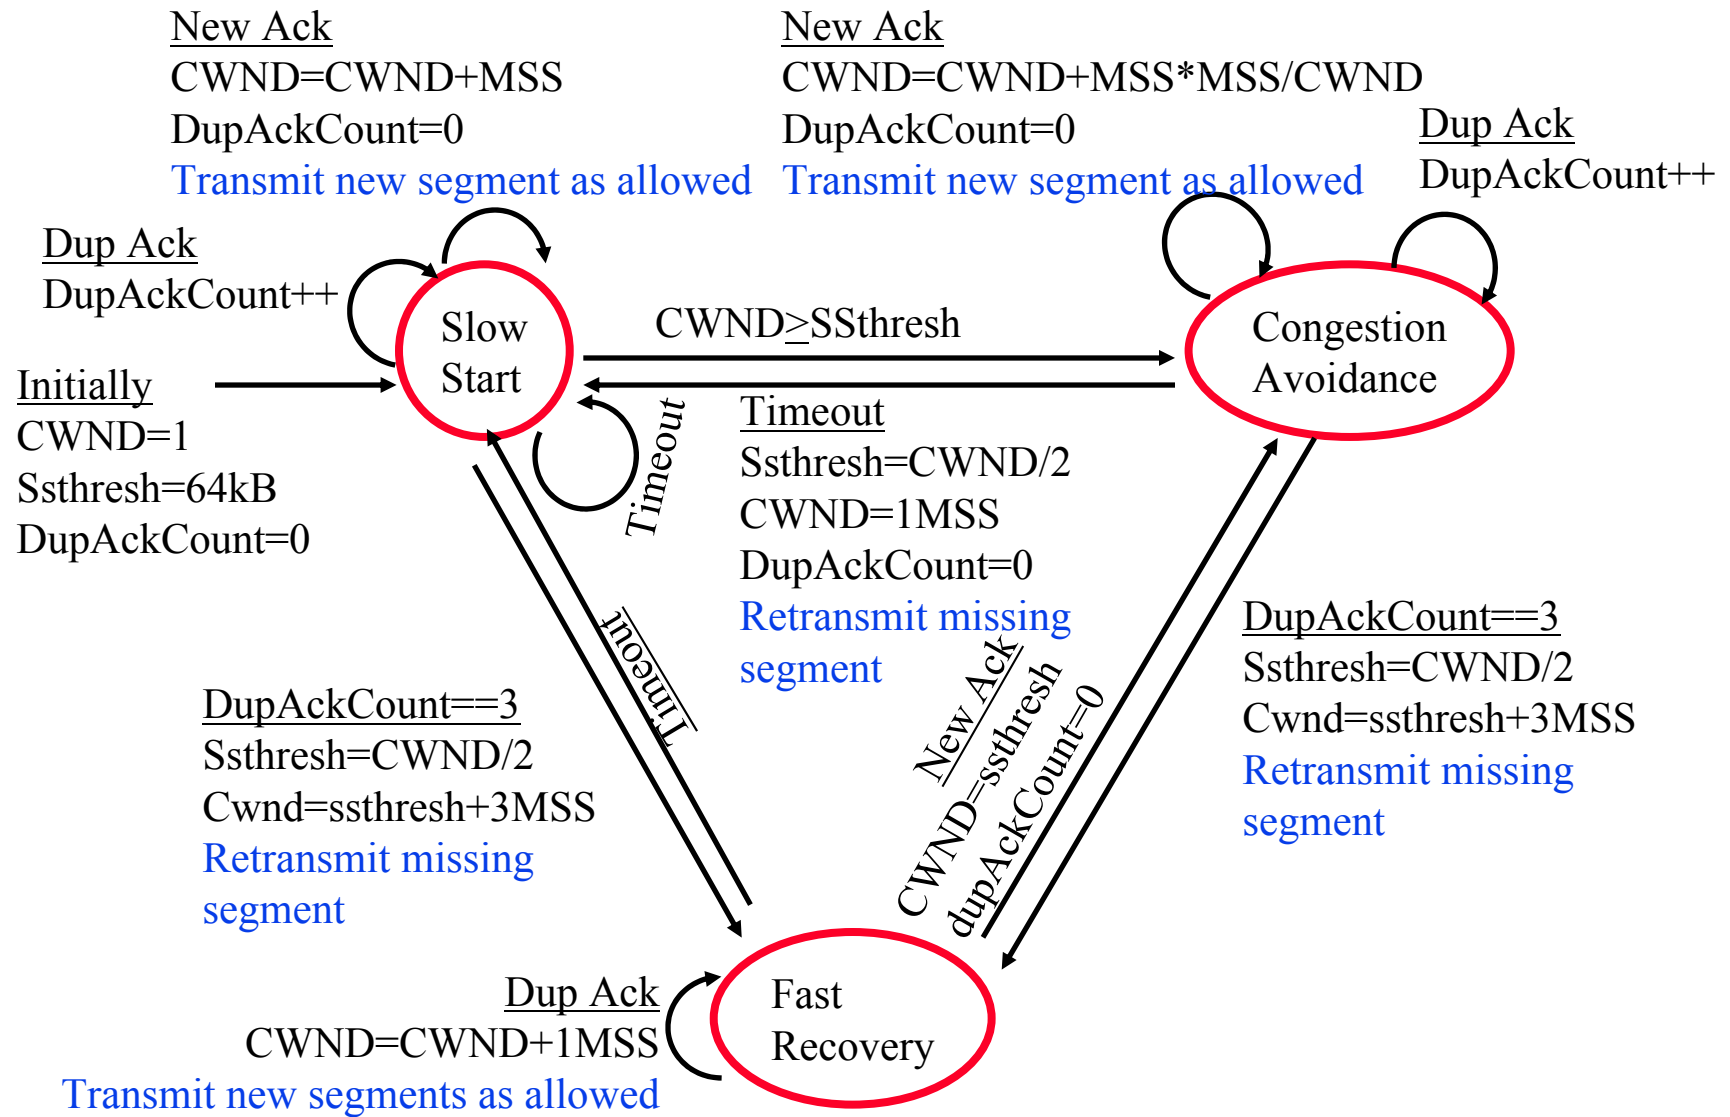 New Ack
CWND=CWND+MSS
DupAckCount=0
Transmit new segment as allowed
New Ack
CWND=CWND+MSS*MSS/CWND
DupAckCount=0
Transmit new segment as allowed
Dup Ack
DupAckCount++
Dup Ack
DupAckCount++
Slow
Start
CWND≥SSthresh
Congestion
Avoidance
Initially
CWND=1
Ssthresh=64kB
DupAckCount=0
Timeout
Timeout
Ssthresh=CWND/2
CWND=1MSS
DupAckCount=0
Retransmit missing
segment
Timeout
DupAckCount==3
Ssthresh=CWND/2
Cwnd=ssthresh+3MSS
Retransmit missing
segment
New Ack
CWND=ssthresh
dupAckCount=0
DupAckCount==3
Ssthresh=CWND/2
Cwnd=ssthresh+3MSS
Retransmit missing
segment
Dup Ack
CWND=CWND+1MSS
Transmit new segments as allowed
Fast
Recovery